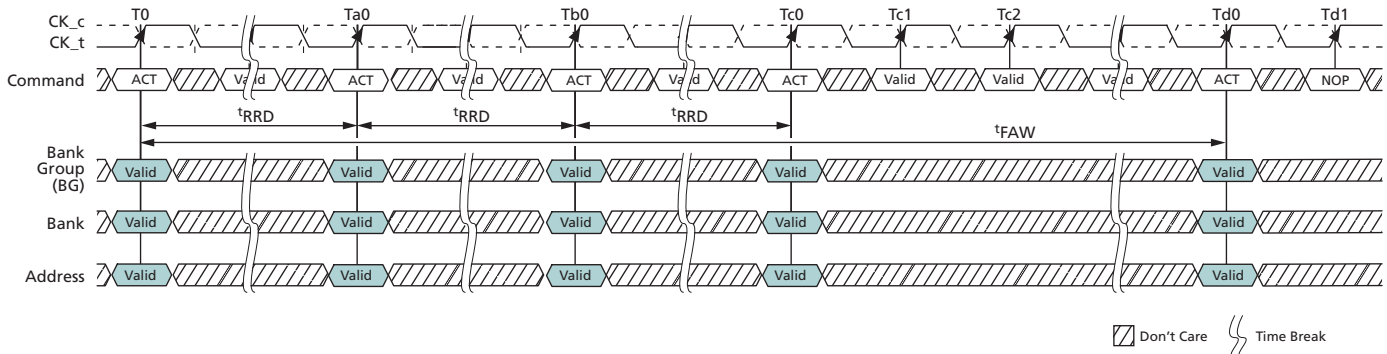 T0 Ta0 Tb0 Tc0 Tc1 Tc2 Td0 Td1
CK_c
CK_t
Command ACT Valid ACT Valid ACT Valid ACT Valid Valid Valid ACT NOP
tRRD tRRD tRRD
tFAW
Bank
Group
(BG)
Valid Valid Valid Valid Valid
Bank Valid Valid Valid Valid Valid
Address Valid Valid Valid Valid Valid
Don't Care Time Break